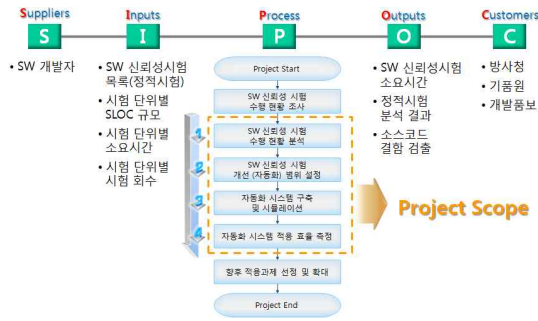 Suppliers
Inputs
Process
Outputs
Customers
S
I
P
O
C
• SW 개발자
• SW 신뢰성시험
목록(정적시험)
• 시험 단위별
SLOC 규모
• 시험 단위별
소요시간
• 시험 단위별
시험 회수
Project Start
SW 신뢰성 시험
수행 현황 조사
1
SW 신뢰성 시험
수행 현황 분석
2
SW 신뢰성 시험
개선 (자동화) 범위 설정
3
자동화 시스템 구축
및 시뮬레이션
4
자동화 시스템 적용 효율 측정
향후 적용과제 선정 및 확대
Project End
• SW 신뢰성시험
소요시간
• 정적시험
분석 결과
• 소스코드
결함 검출
Project Scope
• 방사청
• 기품원
• 개발품보